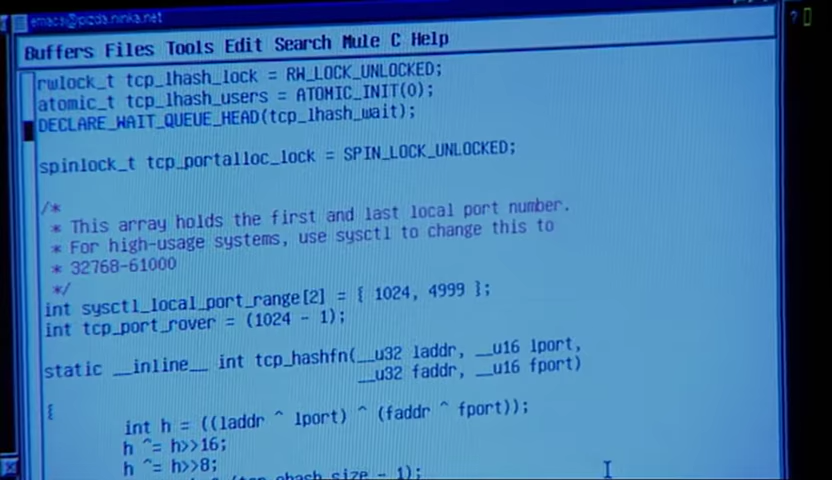 emacs@pizda.ninka.net
Buffers Files Tools Edit Search Mule C Help
rwlock_t tcp_lhash_lock = RW_LOCK_UNLOCKED;
atomic_t tcp_lhash_users = ATOMIC_INIT(0);
DECLARE_WAIT_QUEUE_HEAD(tcp_lhash_wait);
spinlock_t tcp_portalloc_lock = SPIN_LOCK_UNLOCKED;
/*
* This array holds the first and last local port number.
* For high-usage systems, use sysctl to change this to
* 32768-61000
*/
int sysctl_local_port_range[2] = { 1024, 4999 };
int tcp_port_rover = (1024 - 1);
static __inline__ int tcp_hashfn(__u32 laddr, __u16 lport,
__u32 faddr, __u16 fport)
{
int h = ((laddr ^ lport) ^ (faddr ^ fport));
h ^= h>>16;
h ^= h>>8;
size - 1);
?